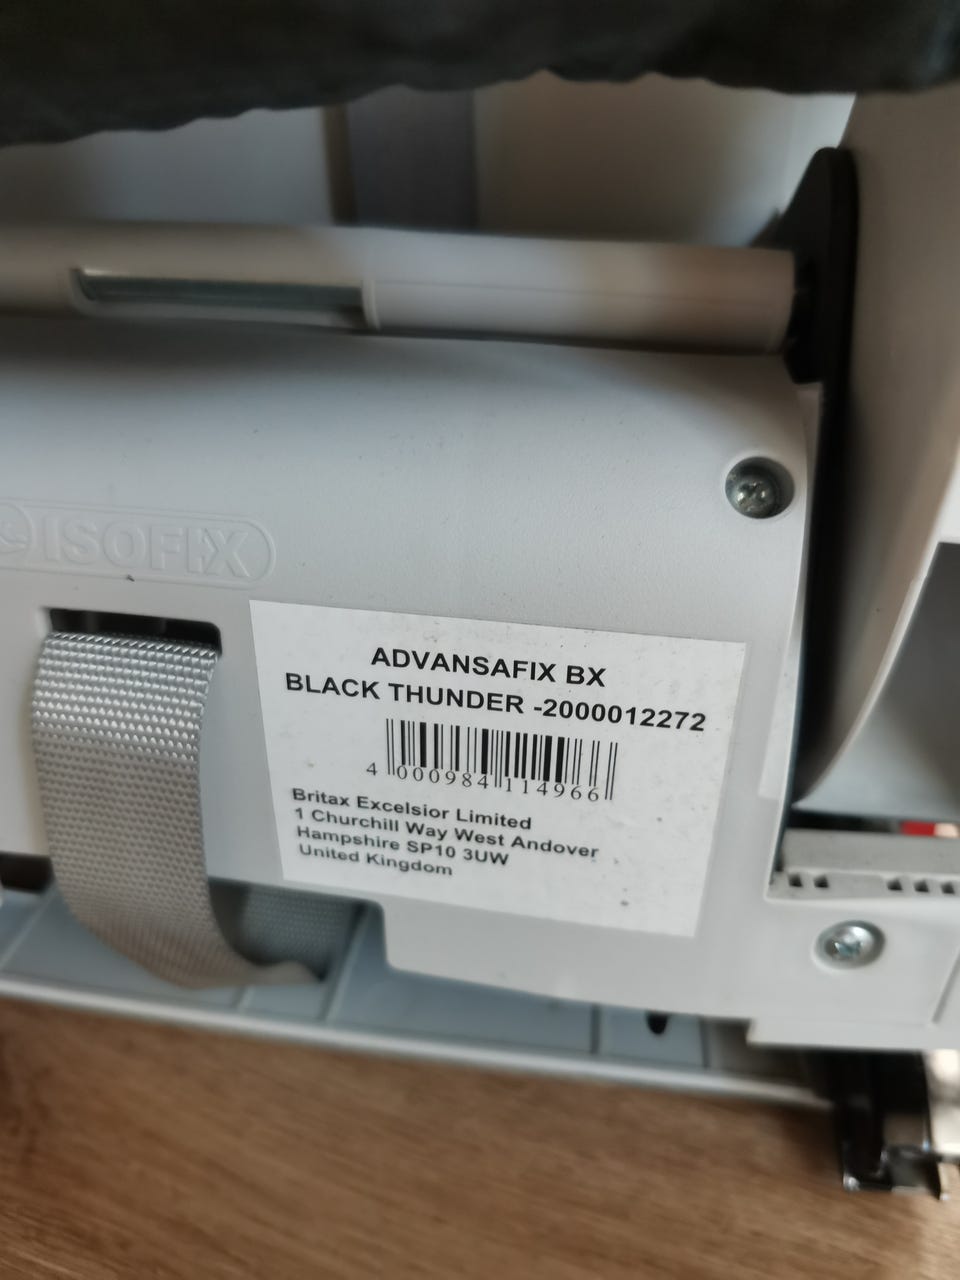 ISOFIX
ADVANSAFIX BX
BLACK THUNDER -2000012272
4 000984 114966
Britax Excelsior Limited
1 Churchill Way West Andover
Hampshire SP10 3UW
United Kingdom